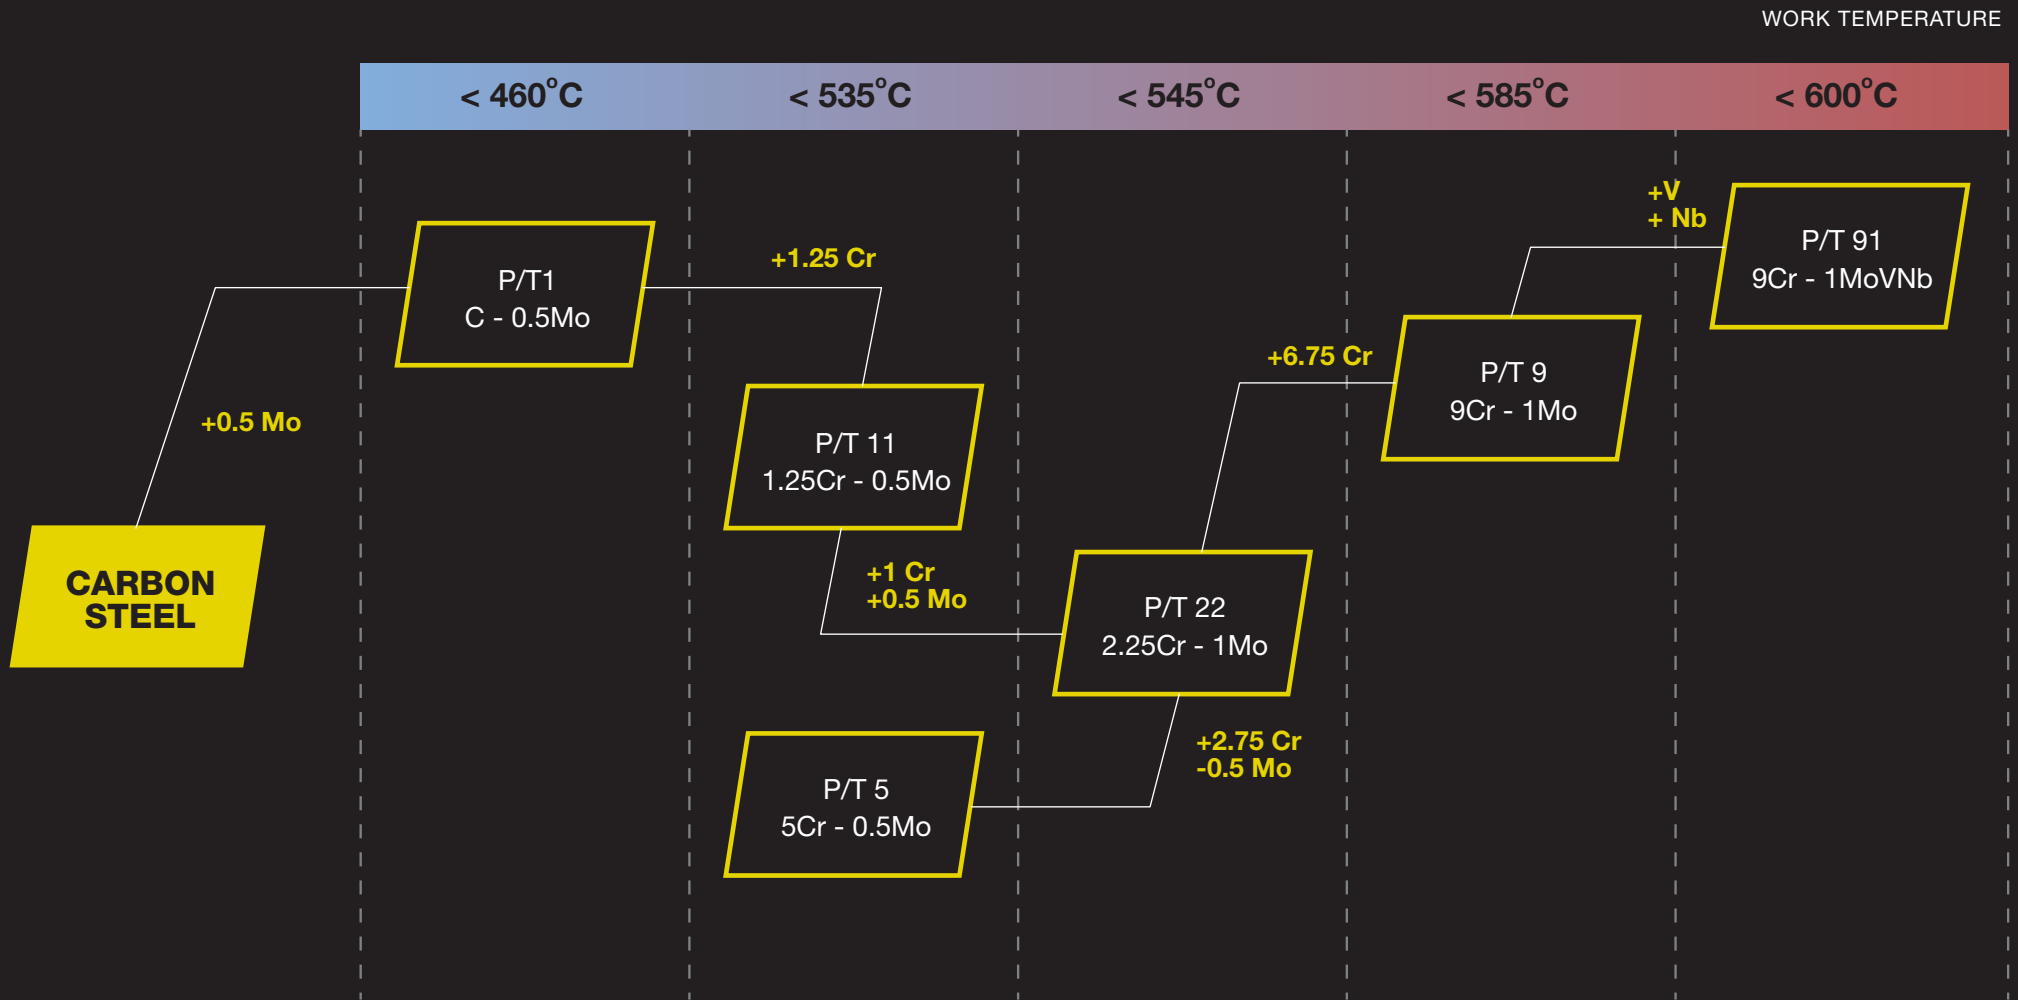 WORK TEMPERATURE
< 460°C
< 535°C
< 545°C
< 585°C
< 600°C
+V
+ Nb
P/T 91
9Cr - 1MoVNb
+1.25 Cr
P/T1
C - 0.5Mo
+6.75 Cr
P/T 9
9Cr - 1Mo
+0.5 Mo
P/T 11
1.25Cr - 0.5Mo
CARBON
STEEL
+1 Cr
+0.5 Mo
P/T 22
2.25Cr - 1Mo
+2.75 Cr
-0.5 Mo
P/T 5
5Cr - 0.5Mo